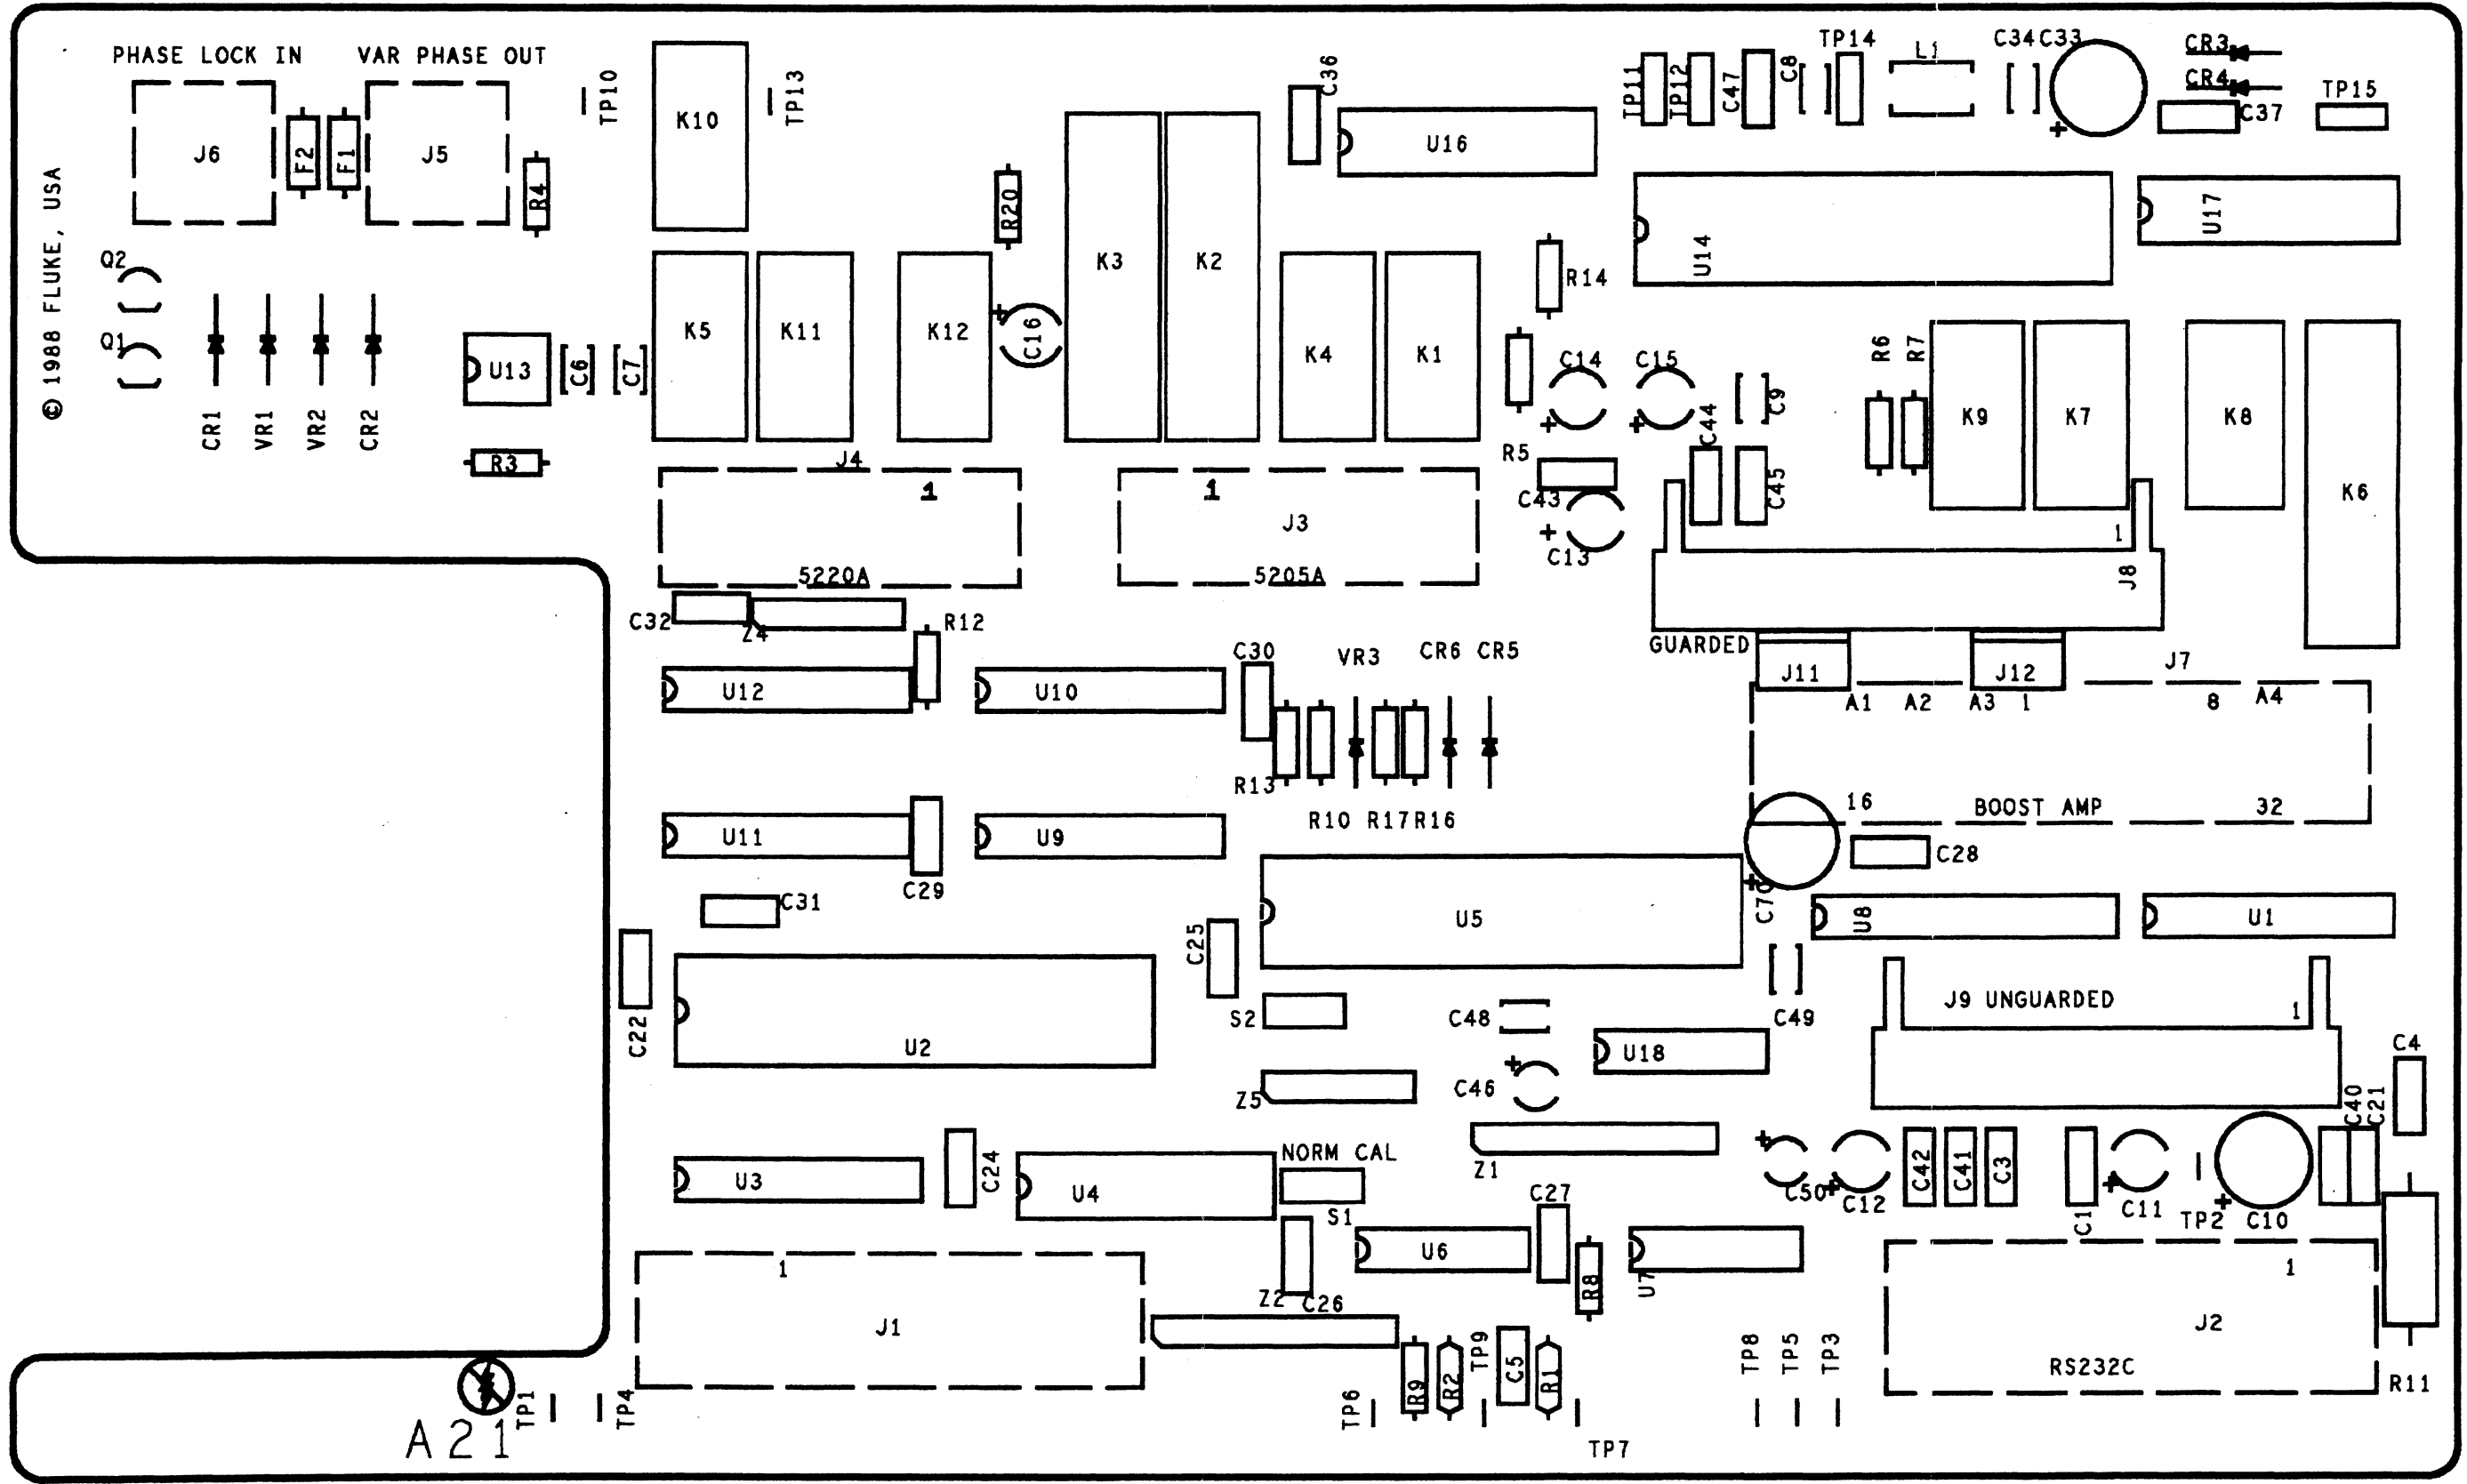 PHASE LOCK IN
VAR PHASE OUT
J6
F2
F1
J5
R4
TP10
K10
TP13
R20
C36
U16
TP11
TP12
C47
C8
TP14
L1
C34
C33
CR3
CR4
C37
TP15
© 1988 FLUKE, USA
Q2
Q1
CR1
VR1
VR2
CR2
U13
C6
C7
R3
K5
K11
K12
+
C16
K3
K2
K4
K1
R14
U14
U17
C14
+
C15
+
C9
R6
R7
K9
K7
K8
K6
R5
C43
C44
C45
+
C13
J4
1
5220A
1
J3
5205A
1
J8
C32
Z4
R12
U12
U10
C30
VR3
CR6
CR5
R13
R10
R17
R16
GUARDED
J11
J12
J7
A1
A2
A3
1
8
A4
16
BOOST AMP
32
U11
C29
U9
+
C70
C28
C31
C22
U2
C25
U5
U8
U1
S2
C48
C49
J9 UNGUARDED
1
U18
+
C46
Z5
C4
C40
C21
U3
C24
U4
NORM CAL
S1
Z1
+
C50
+
C12
C42
C41
C3
C1
+
C11
TP2
+
C10
C27
U6
R8
U7
Z2
C26
1
J1
1
J2
RS232C
R11
A21
TP1
TP4
TP6
R9
R2
TP9
C5
R1
TP7
TP8
TP5
TP3